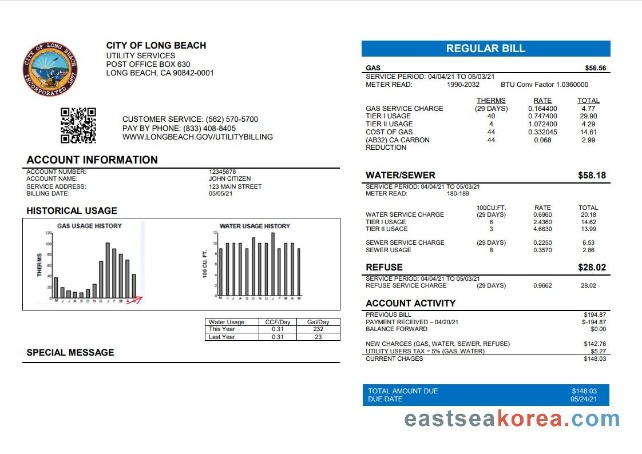 CITY OF LONG BEACH
UTILITY SERVICES
POST OFFICE BOX 630
LONG BEACH, CA 90842-0001
CUSTOMER SERVICE: (562) 570-5700
PAY BY PHONE: (833) 408-8405
WWW.LONGBEACH.GOV/UTILITYBILLING
ACCOUNT INFORMATION
ACCOUNT NUMBER: 12345678
ACCOUNT NAME: JOHN CITIZEN
SERVICE ADDRESS: 123 MAIN STREET
BILLING DATE: 05/05/21
HISTORICAL USAGE
GAS USAGE HISTORY
THERMS
WATER USAGE HISTORY
100 CU. FT.
Water Usage CCF/Day Gal/Day
This Year 0.31 232
Last Year 0.31 23
SPECIAL MESSAGE
REGULAR BILL
GAS $56.56
SERVICE PERIOD: 04/04/21 TO 05/03/21
METER READ: 1990-2032 BTU Conv Factor 1.0360000
THERMS RATE TOTAL
GAS SERVICE CHARGE (29 DAYS) 0.164400 4.77
TIER I USAGE 40 0.747400 29.90
TIER II USAGE 4 1.072400 4.29
COST OF GAS 44 0.332045 14.61
(AB32) CA CARBON 44 0.068 2.99
REDUCTION
WATER/SEWER $58.18
SERVICE PERIOD: 04/04/21 TO 05/03/21
METER READ: 180-189
100CU.FT. RATE TOTAL
WATER SERVICE CHARGE (29 DAYS) 0.6960 20.18
TIER I USAGE 6 2.4360 14.62
TIER II USAGE 3 4.6630 13.99
SEWER SERVICE CHARGE (29 DAYS) 0.2250 6.53
SEWER USAGE 8 0.3570 2.86
REFUSE $28.02
SERVICE PERIOD: 04/04/21 TO 05/03/21
REFUSE SERVICE CHARGE (29 DAYS) 0.9662 28.02
ACCOUNT ACTIVITY
PREVIOUS BILL $194.87
PAYMENT RECEIVED – 04/20/21 $-194.87
BALANCE FORWARD $0.00
NEW CHARGES (GAS, WATER, SEWER, REFUSE) $142.76
UTILITY USERS TAX = 5% (GAS, WATER) $5.27
CURRENT CHAGES $148.03
TOTAL AMOUNT DUE $148.03
DUE DATE 05/24/21
eastseakorea.com